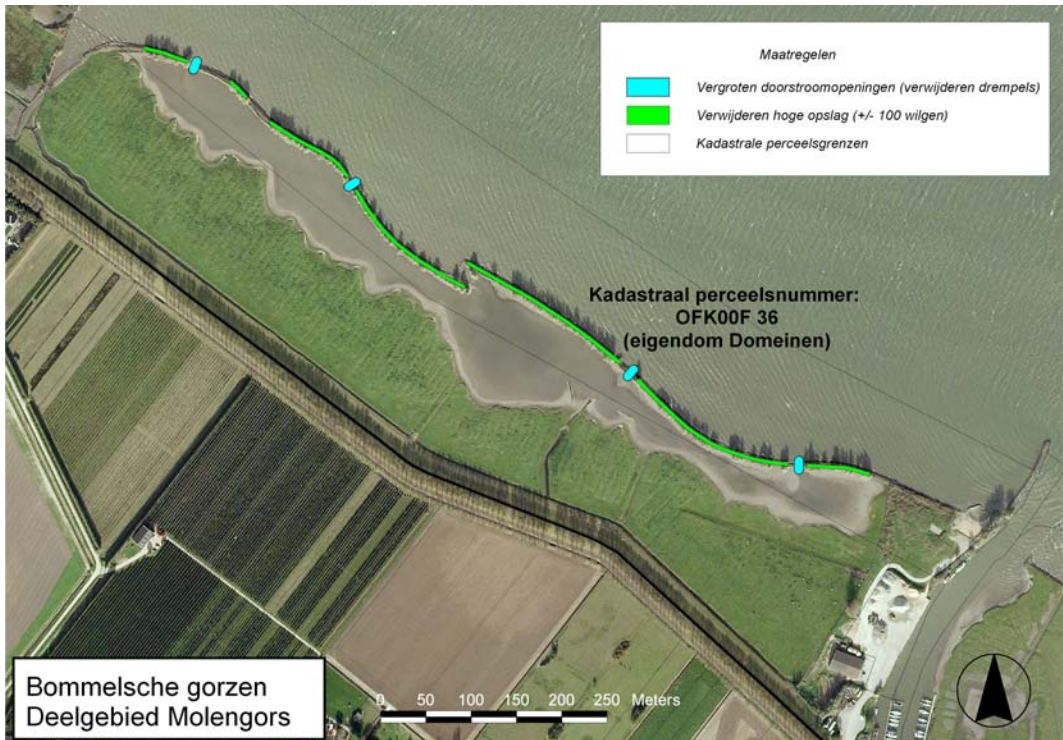 Maatregelen
Vergroten doorstroomopeningen (verwijderen drempels)
Verwijderen hoge opslag (+/- 100 wilgen)
Kadastrale perceelsgrenzen
Kadastraal perceelsnummer:
OFK00F 36
(eigendom Domeinen)
Bommelsche gorzen
Deelgebied Molengors
0 50 100 150 200 250 Meters